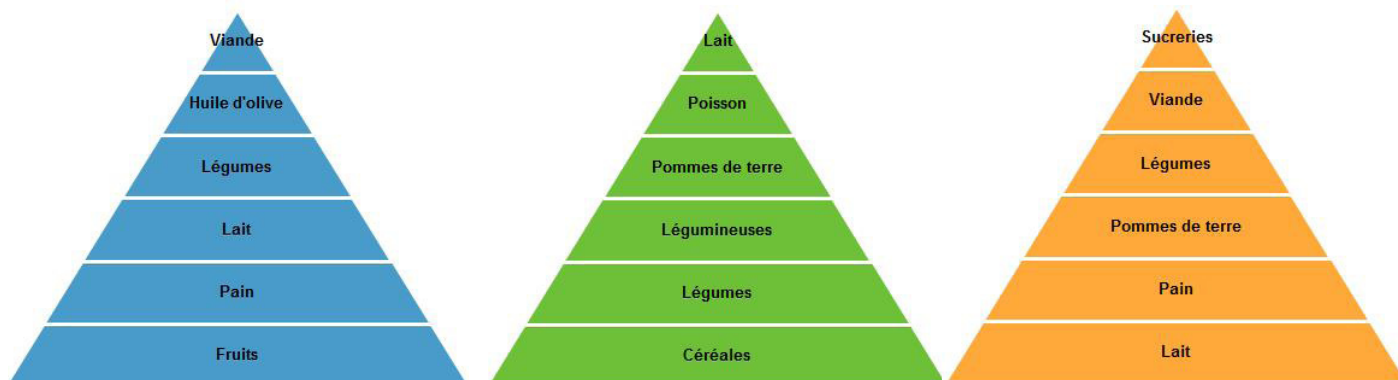 Viande
Huile d'olive
Légumes
Lait
Pain
Fruits
Lait
Poisson
Pommes de terre
Légumineuses
Légumes
Céréales
Sucreries
Viande
Légumes
Pommes de terre
Pain
Lait